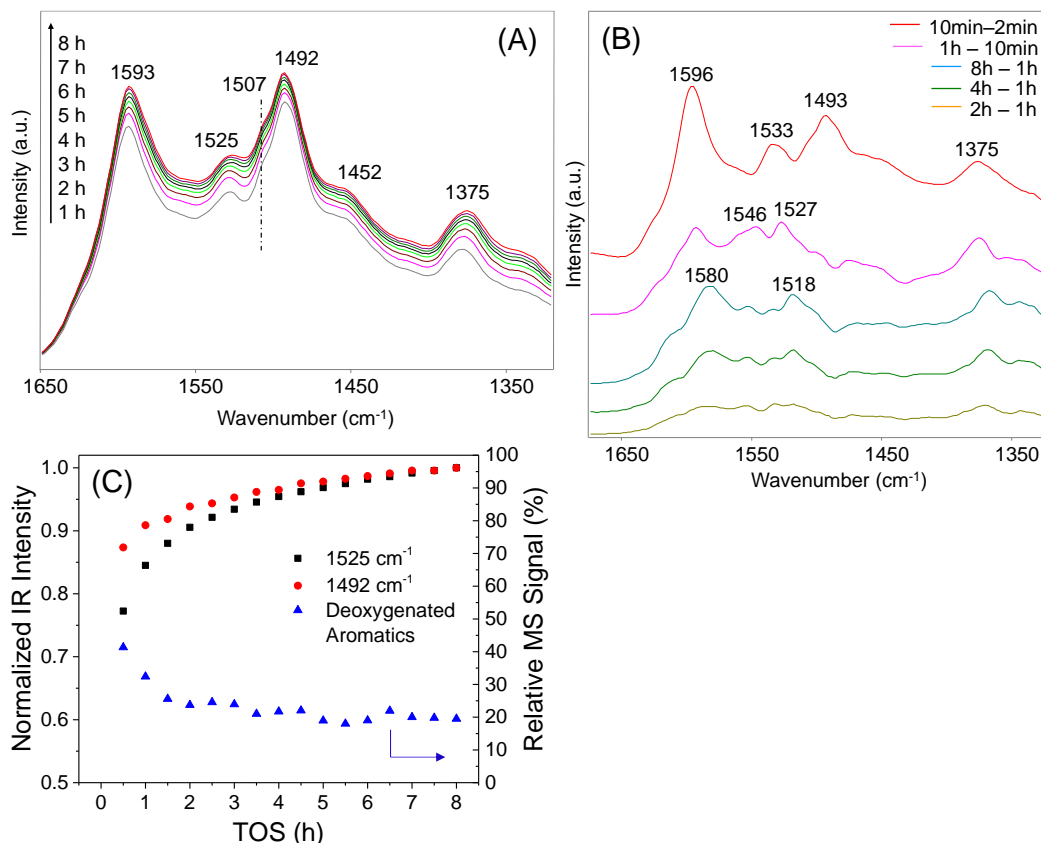 (A)
8 h
7 h
6 h
5 h
4 h
3 h
2 h
1 h
1593
1525
1507
1492
1452
1375
Intensity (a.u.)
1650
1550
1450
1350
Wavenumber (cm⁻¹)
(B)
10min–2min
1h – 10min
8h – 1h
4h – 1h
2h – 1h
1596
1533
1493
1375
1546
1527
1580
1518
Intensity (a.u.)
1650
1550
1450
1350
Wavenumber (cm⁻¹)
(C)
1.0
0.9
0.8
0.7
0.6
0.5
Normalized IR Intensity
1525 cm⁻¹
1492 cm⁻¹
Deoxygenated
Aromatics
100
90
80
70
60
50
40
30
20
10
0
Relative MS Signal (%)
0
1
2
3
4
5
6
7
8
TOS (h)